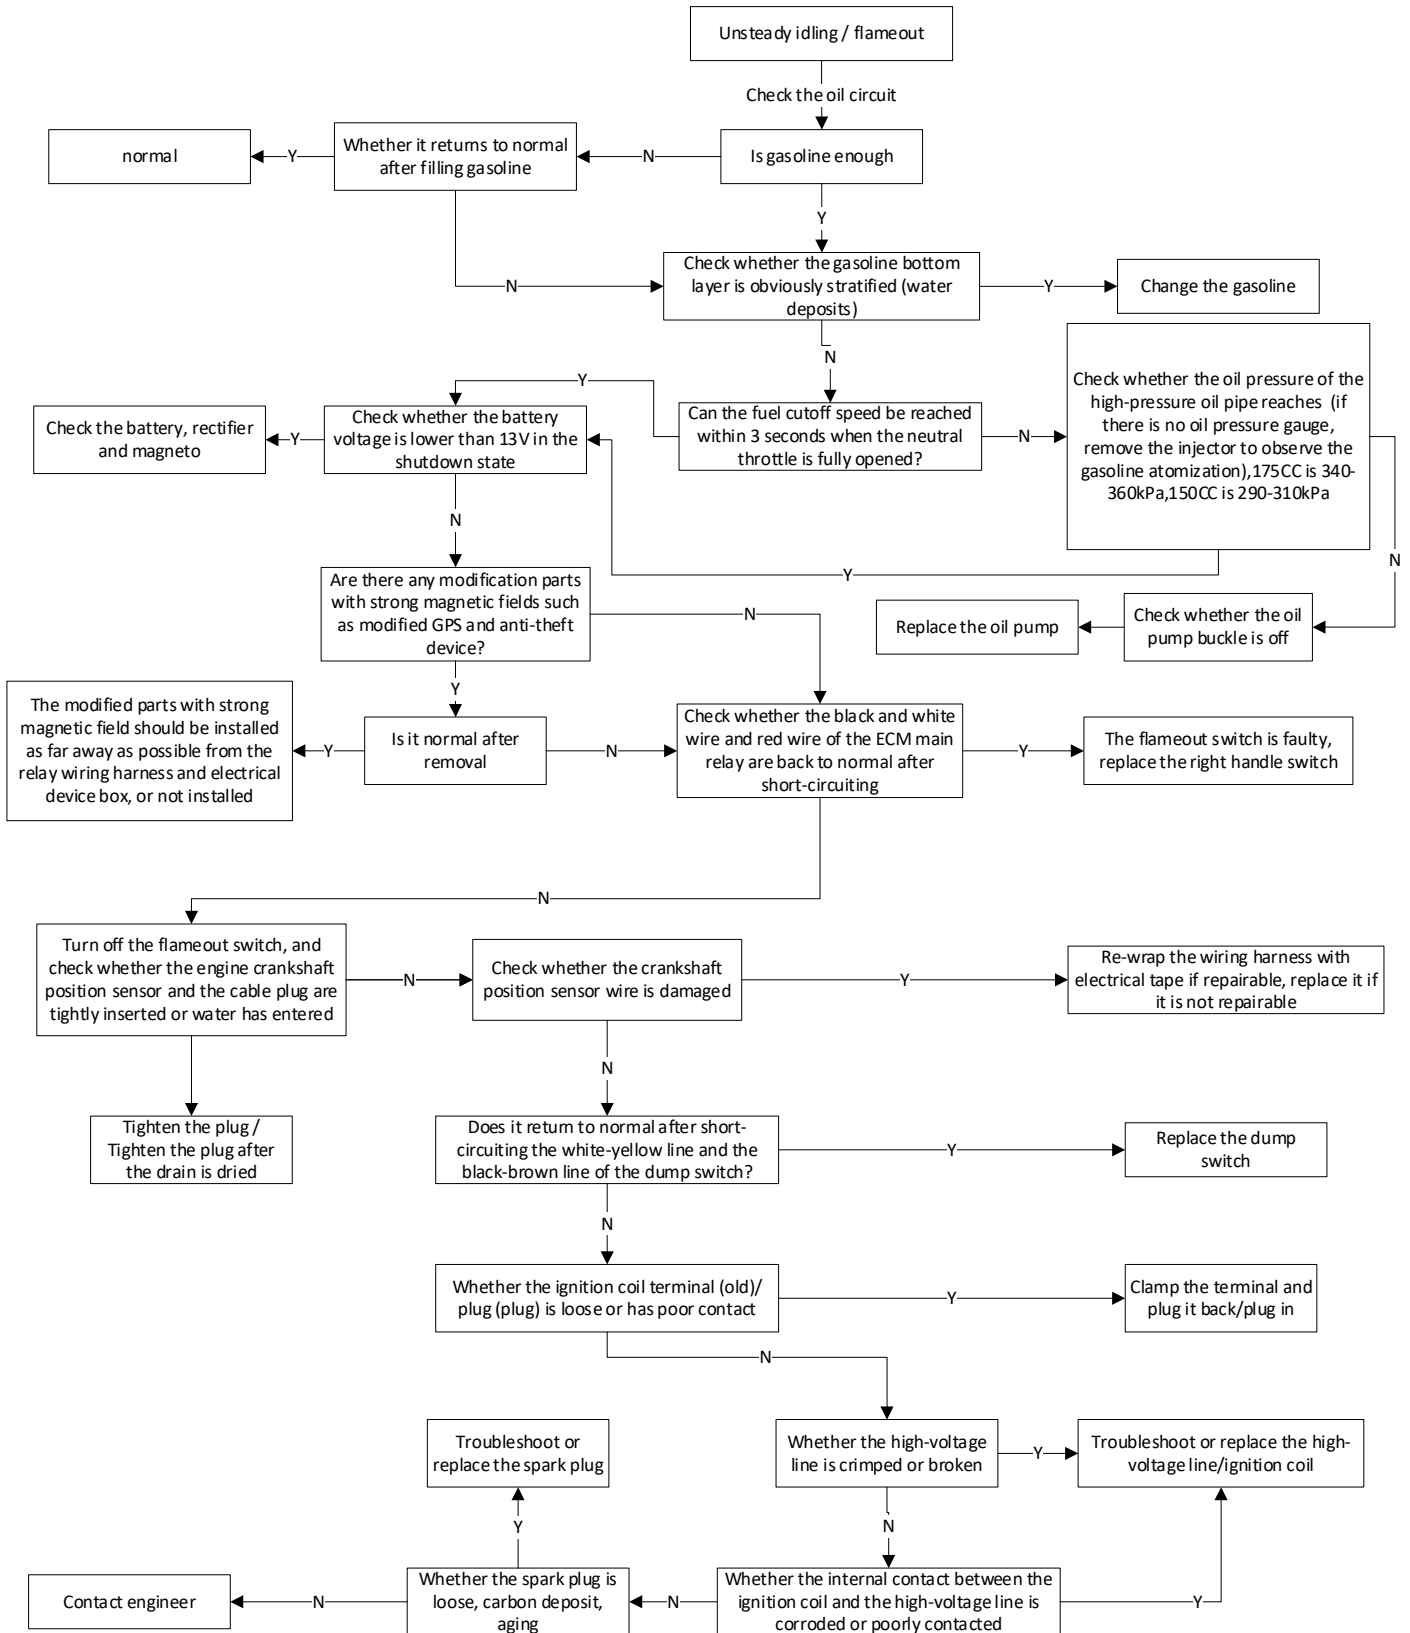 Unsteady idling / flameout
Check the oil circuit
normal
Y
Whether it returns to normal
after filling gasoline
N
Is gasoline enough
Y
N
Check whether the gasoline bottom
layer is obviously stratified (water
deposits)
Y
Change the gasoline
N
Y
Check the battery, rectifier
and magneto
Y
Check whether the battery
voltage is lower than 13V in the
shutdown state
Can the fuel cutoff speed be reached
within 3 seconds when the neutral
throttle is fully opened?
N
Check whether the oil pressure of the
high-pressure oil pipe reaches (if
there is no oil pressure gauge,
remove the injector to observe the
gasoline atomization),175CC is 340-
360kPa,150CC is 290-310kPa
N
Y
N
Are there any modification parts
with strong magnetic fields such
as modified GPS and anti-theft
device?
N
Replace the oil pump
Check whether the oil
pump buckle is off
Y
The modified parts with strong
magnetic field should be installed
as far away as possible from the
relay wiring harness and electrical
device box, or not installed
Y
Is it normal after
removal
N
Check whether the black and white
wire and red wire of the ECM main
relay are back to normal after
short-circuiting
Y
The flameout switch is faulty,
replace the right handle switch
N
Turn off the flameout switch, and
check whether the engine crankshaft
position sensor and the cable plug are
tightly inserted or water has entered
N
Check whether the crankshaft
position sensor wire is damaged
Y
Re-wrap the wiring harness with
electrical tape if repairable, replace it if
it is not repairable
N
Tighten the plug /
Tighten the plug after
the drain is dried
Does it return to normal after short-
circuiting the white-yellow line and the
black-brown line of the dump switch?
Y
Replace the dump
switch
N
Whether the ignition coil terminal (old)/
plug (plug) is loose or has poor contact
Y
Clamp the terminal and
plug it back/plug in
N
Troubleshoot or
replace the spark plug
Whether the high-voltage
line is crimped or broken
Y
Troubleshoot or replace the high-
voltage line/ignition coil
Y
N
Contact engineer
N
Whether the spark plug is
loose, carbon deposit,
aging
N
Whether the internal contact between the
ignition coil and the high-voltage line is
corroded or poorly contacted
Y